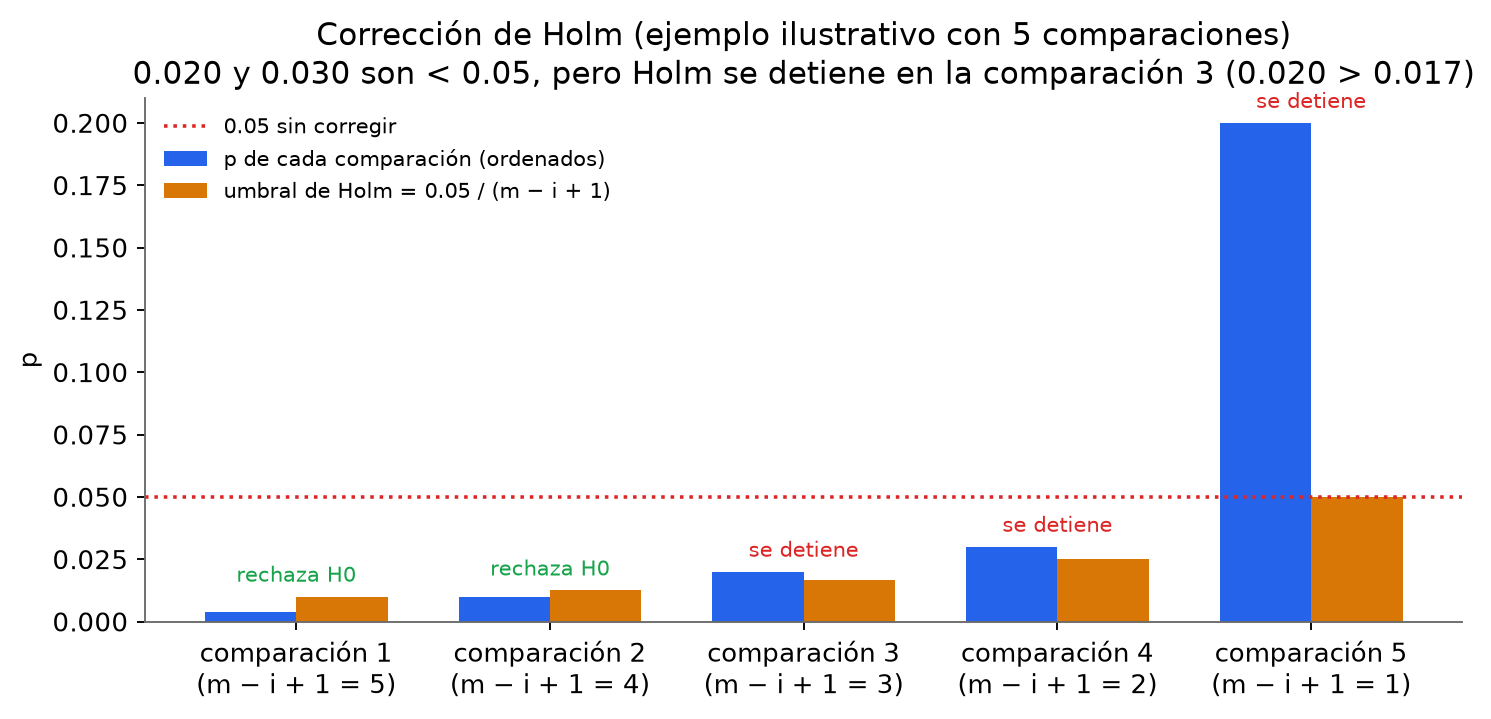 Corrección de Holm (ejemplo ilustrativo con 5 comparaciones)
0.020 y 0.030 son < 0.05, pero Holm se detiene en la comparación 3 (0.020 > 0.017)
se detiene
0.05 sin corregir
p de cada comparación (ordenados)
umbral de Holm = 0.05 / (m − i + 1)
0.200
0.175
0.150
0.125
0.100
0.075
0.050
0.025
0.000
p
rechaza H0
rechaza H0
se detiene
se detiene
comparación 1
(m − i + 1 = 5)
comparación 2
(m − i + 1 = 4)
comparación 3
(m − i + 1 = 3)
comparación 4
(m − i + 1 = 2)
comparación 5
(m − i + 1 = 1)